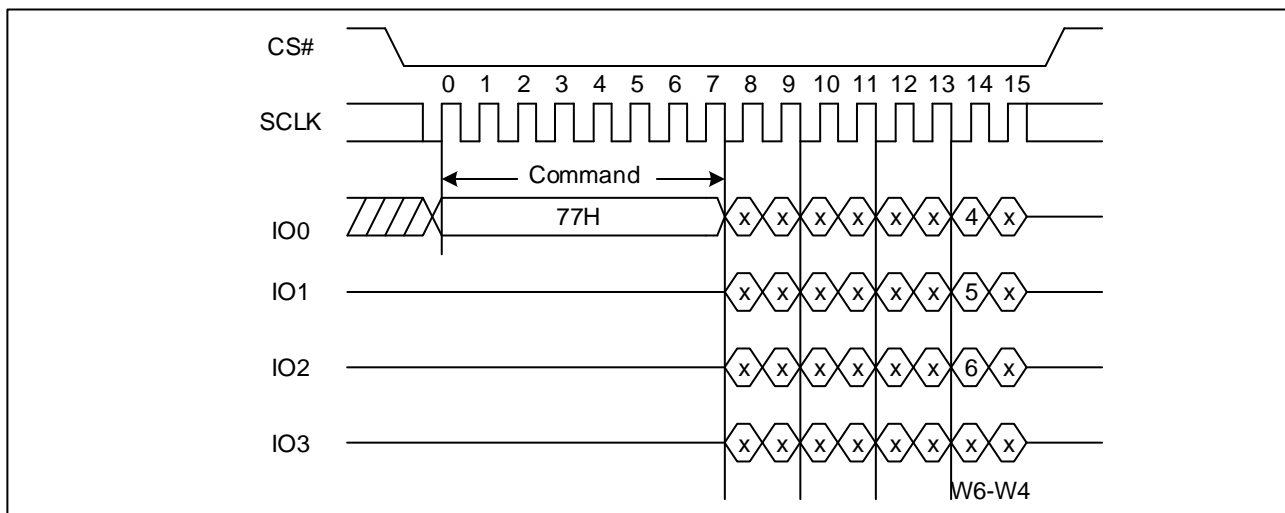 CS#
0 1 2 3 4 5 6 7 8 9 10 11 12 13 14 15
SCLK
Command
IO0 77H x x x x x x 4 x
IO1 x x x x x x 5 x
IO2 x x x x x x 6 x
IO3 x x x x x x x x
W6-W4